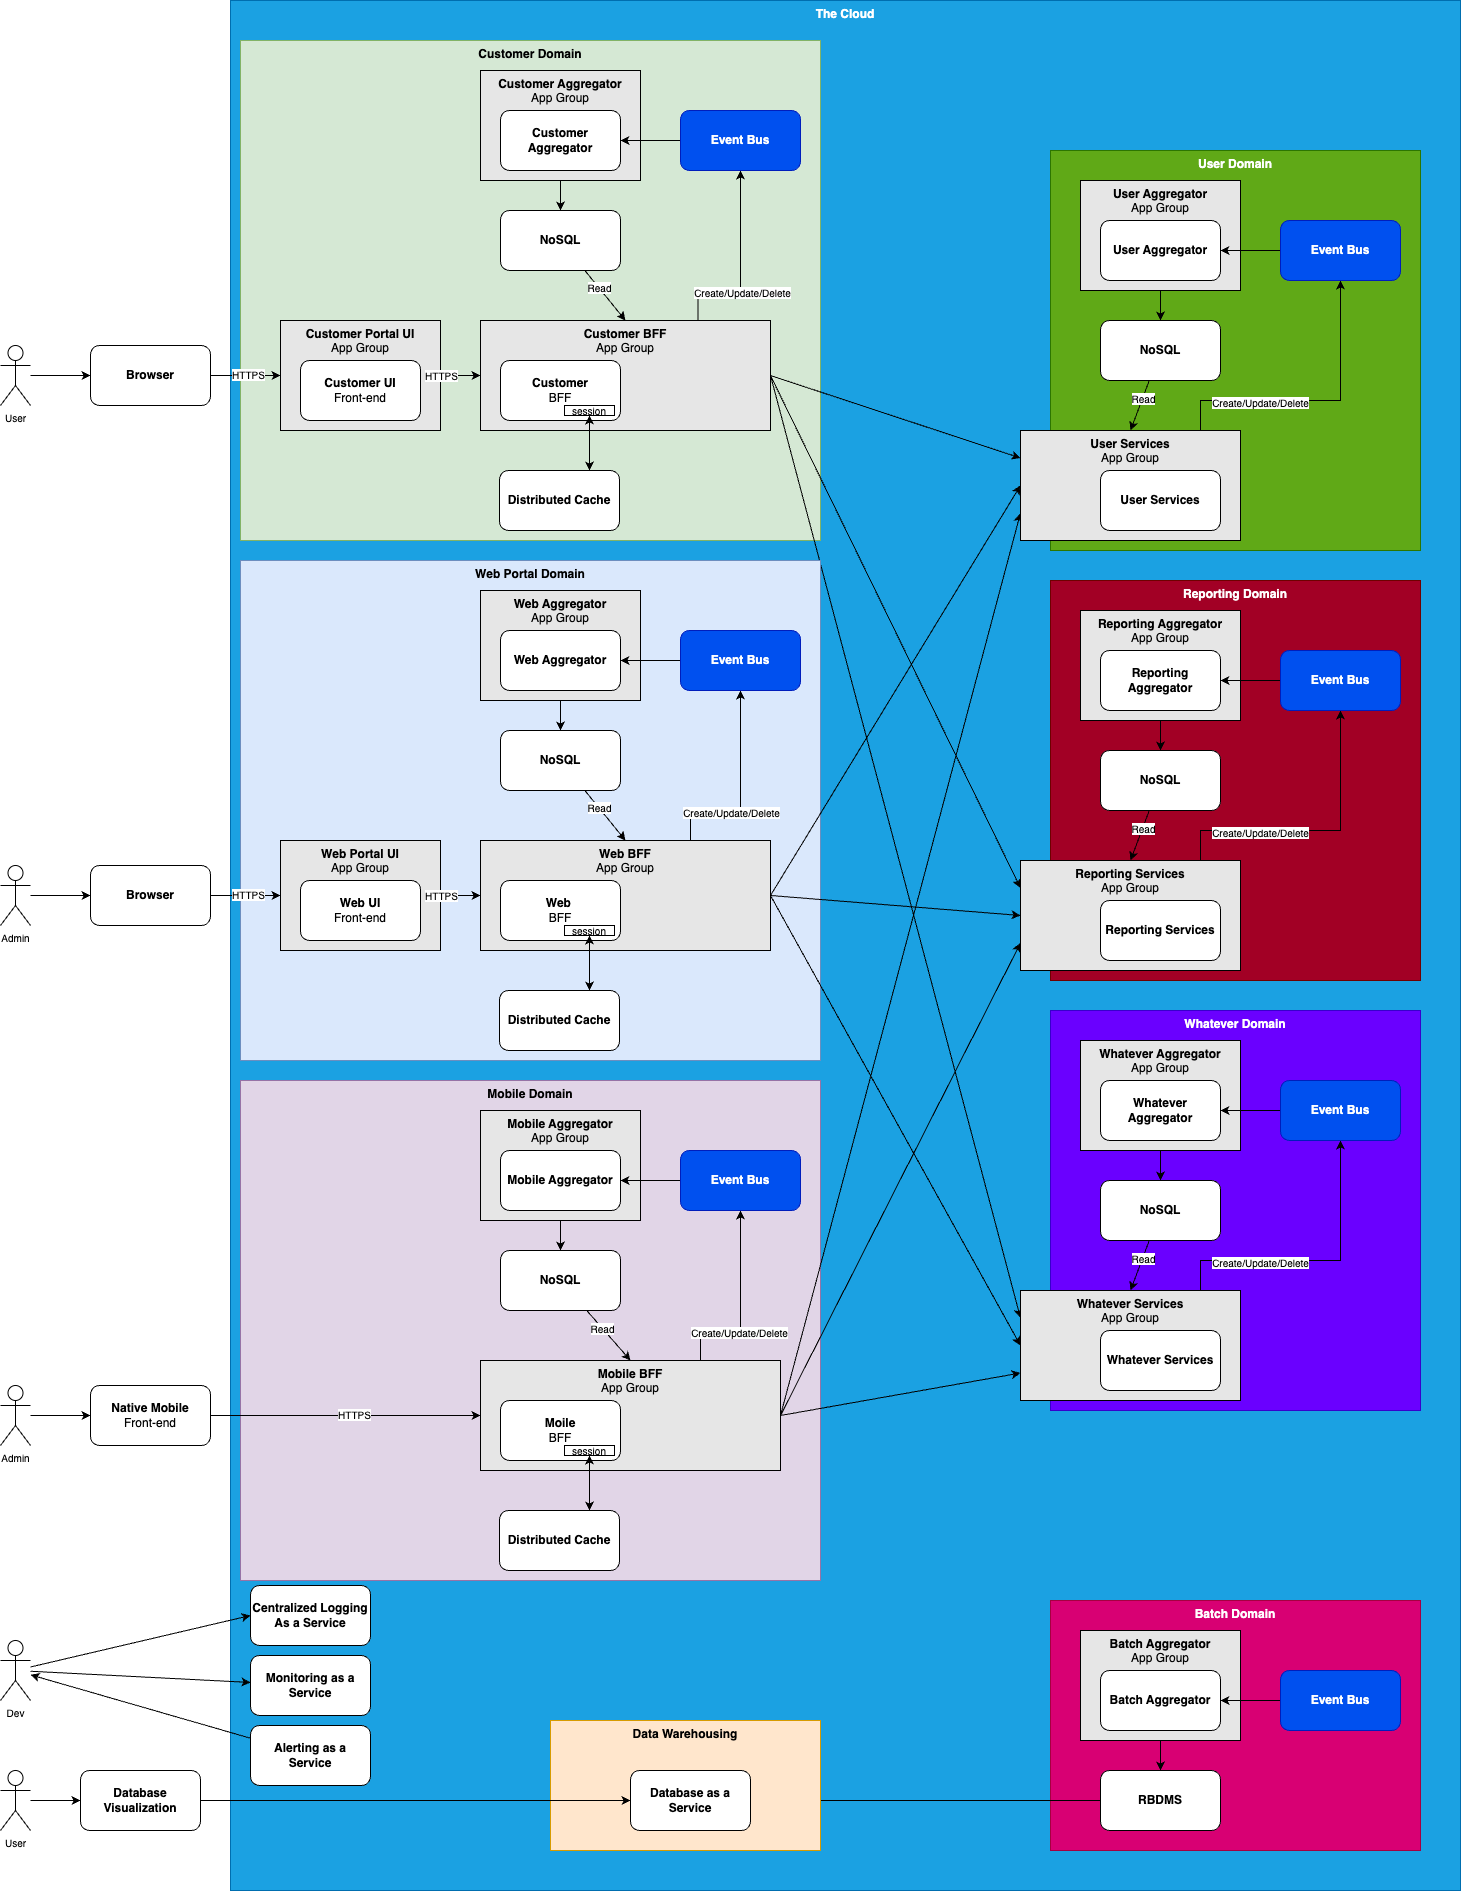 The Cloud
Customer Domain
Customer Aggregator
App Group
Customer
Aggregator
Event Bus
NoSQL
Read
Create/Update/Delete
User
Browser
HTTPS
Customer Portal UI
App Group
Customer UI
Front-end
HTTPS
Customer BFF
App Group
Customer
BFF
session
Distributed Cache
User Domain
User Aggregator
App Group
User Aggregator
Event Bus
NoSQL
Read
Create/Update/Delete
User Services
App Group
User Services
Web Portal Domain
Web Aggregator
App Group
Web Aggregator
Event Bus
NoSQL
Read
Create/Update/Delete
Admin
Browser
HTTPS
Web Portal UI
App Group
Web UI
Front-end
HTTPS
Web BFF
App Group
Web
BFF
session
Distributed Cache
Reporting Domain
Reporting Aggregator
App Group
Reporting
Aggregator
Event Bus
NoSQL
Read
Create/Update/Delete
Reporting Services
App Group
Reporting Services
Mobile Domain
Mobile Aggregator
App Group
Mobile Aggregator
Event Bus
NoSQL
Read
Create/Update/Delete
Admin
Native Mobile
Front-end
HTTPS
Mobile BFF
App Group
Moile
BFF
session
Distributed Cache
Whatever Domain
Whatever Aggregator
App Group
Whatever
Aggregator
Event Bus
NoSQL
Read
Create/Update/Delete
Whatever Services
App Group
Whatever Services
Dev
Centralized Logging
As a Service
Monitoring as a
Service
Alerting as a
Service
User
Database
Visualization
Data Warehousing
Database as a
Service
Batch Domain
Batch Aggregator
App Group
Batch Aggregator
Event Bus
RBDMS